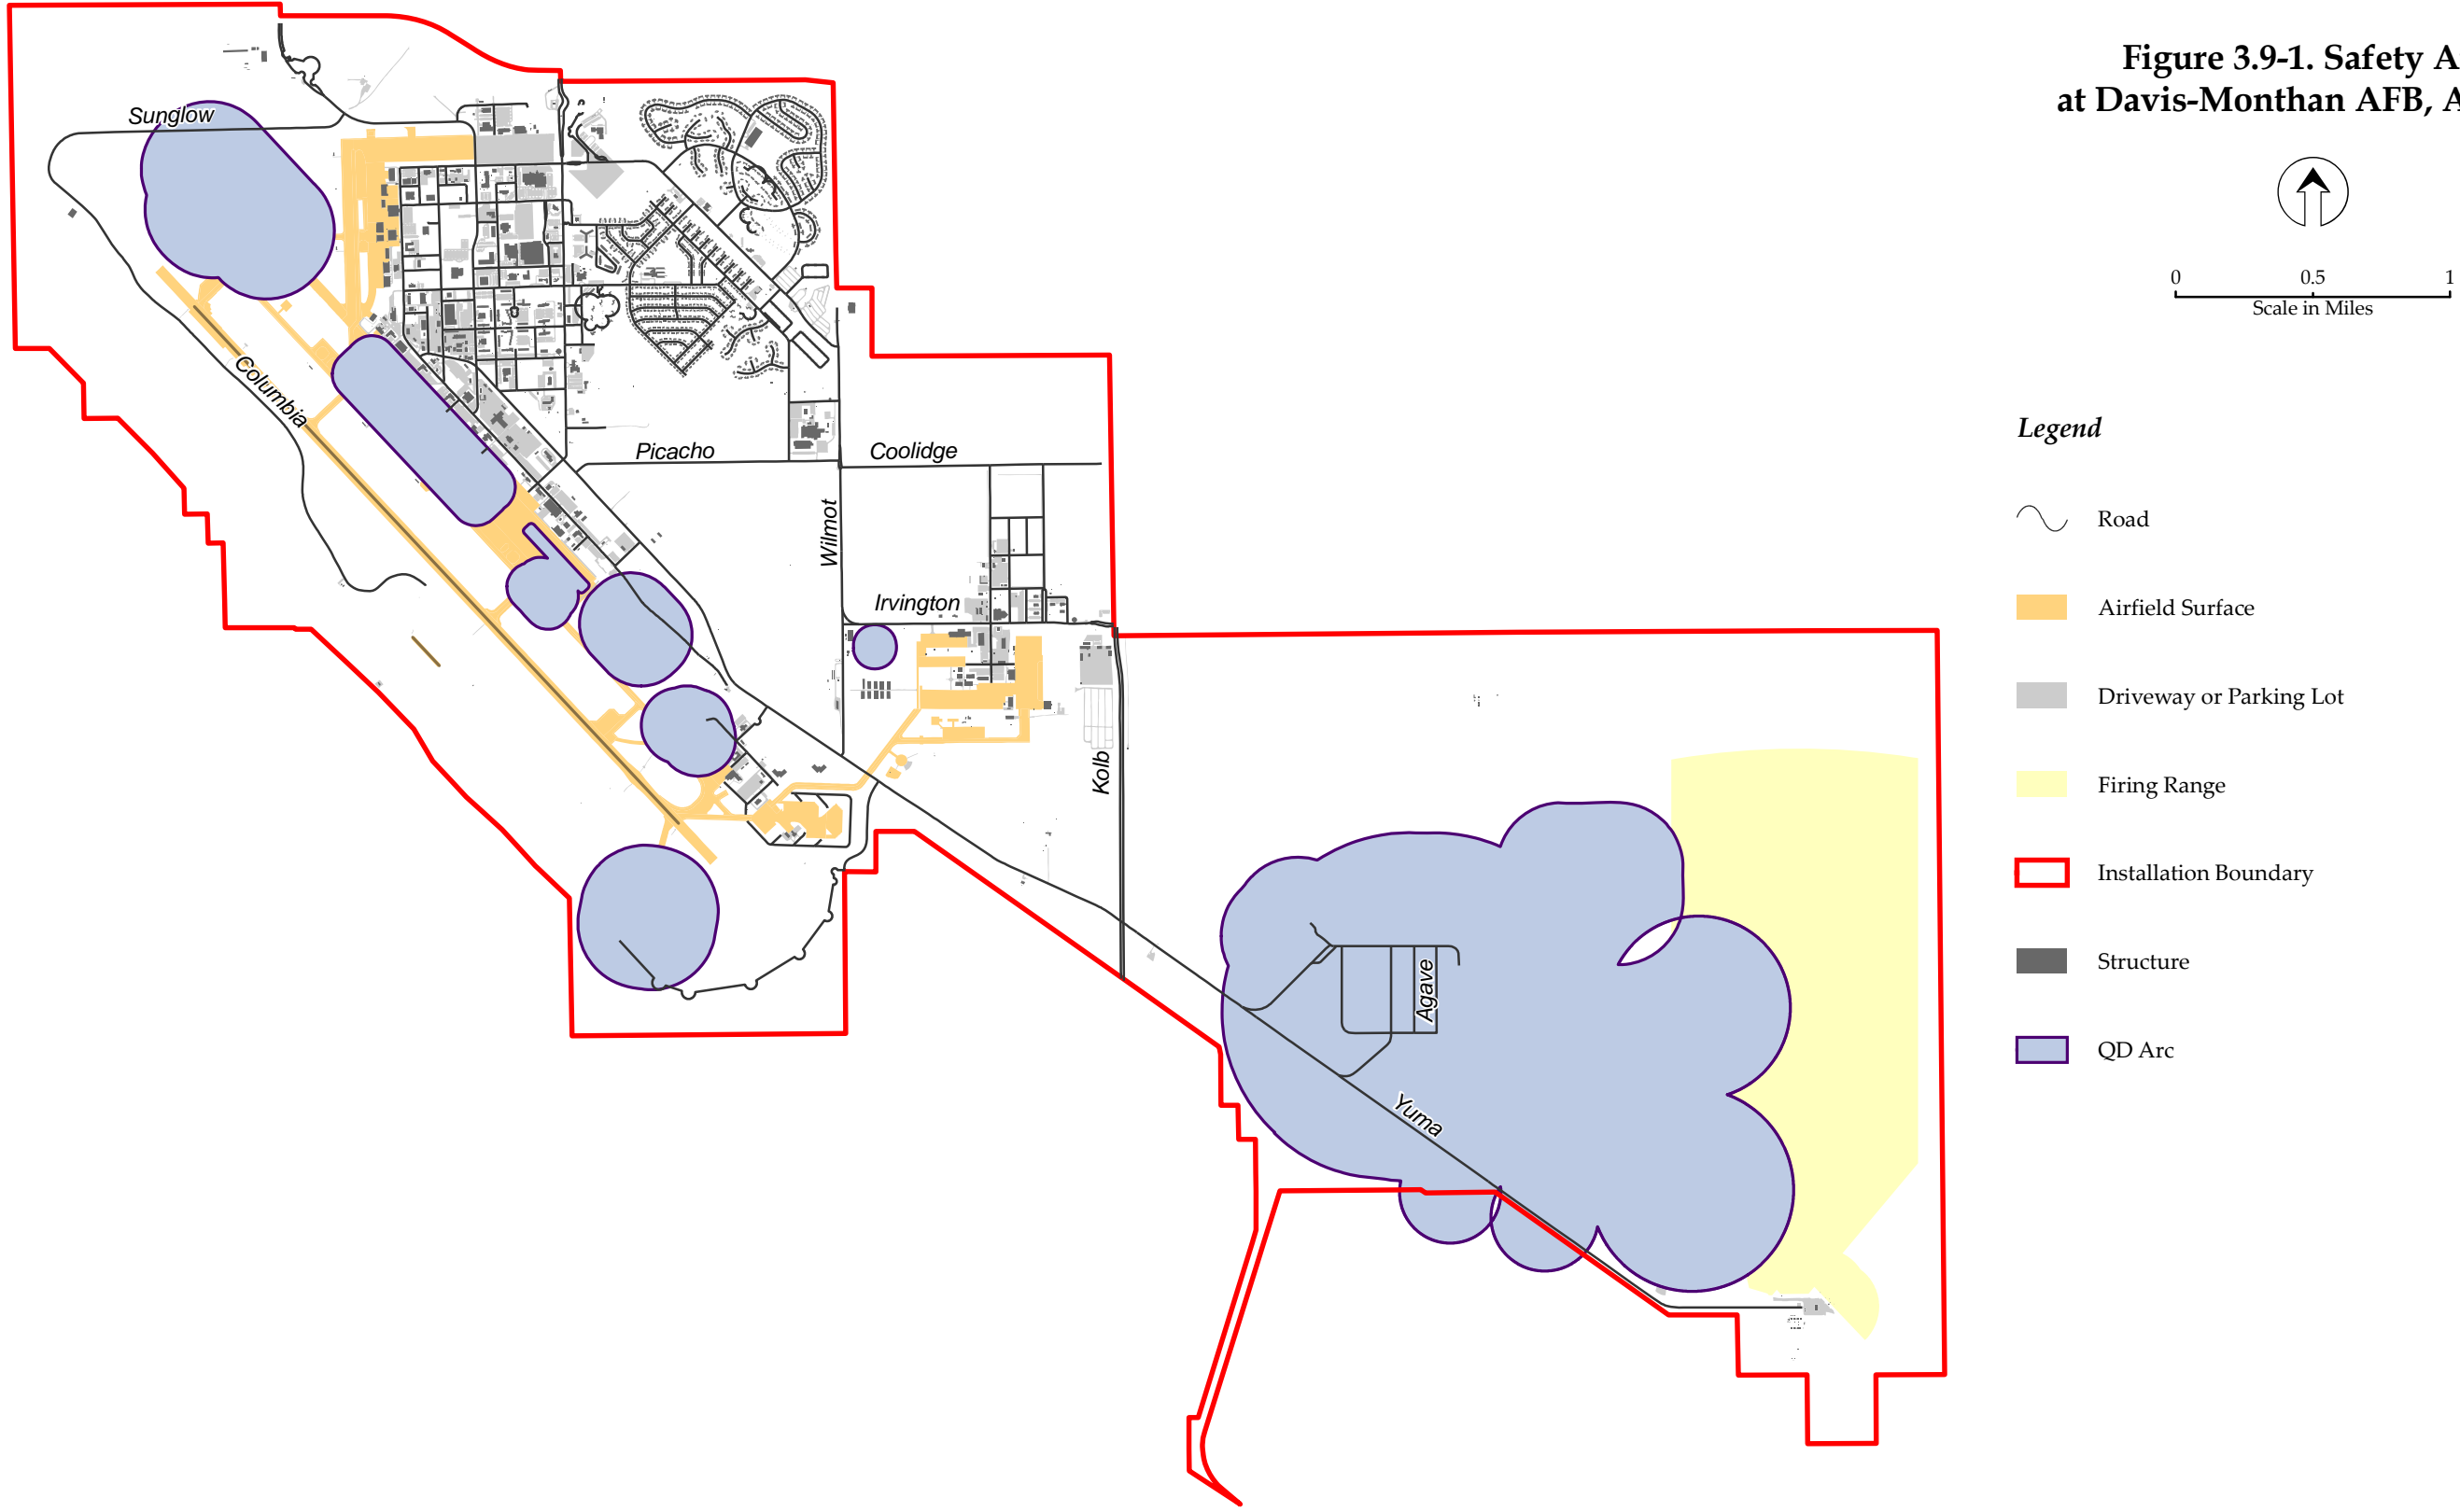 Figure 3.9-1. Safety A
at Davis-Monthan AFB, A
0 0.5 1
Scale in Miles
Legend
Road
Airfield Surface
Driveway or Parking Lot
Firing Range
Installation Boundary
Structure
QD Arc
Sunglow
Columbia
Picacho
Coolidge
Wilmot
Irvington
Kolb
Agave
Yuma